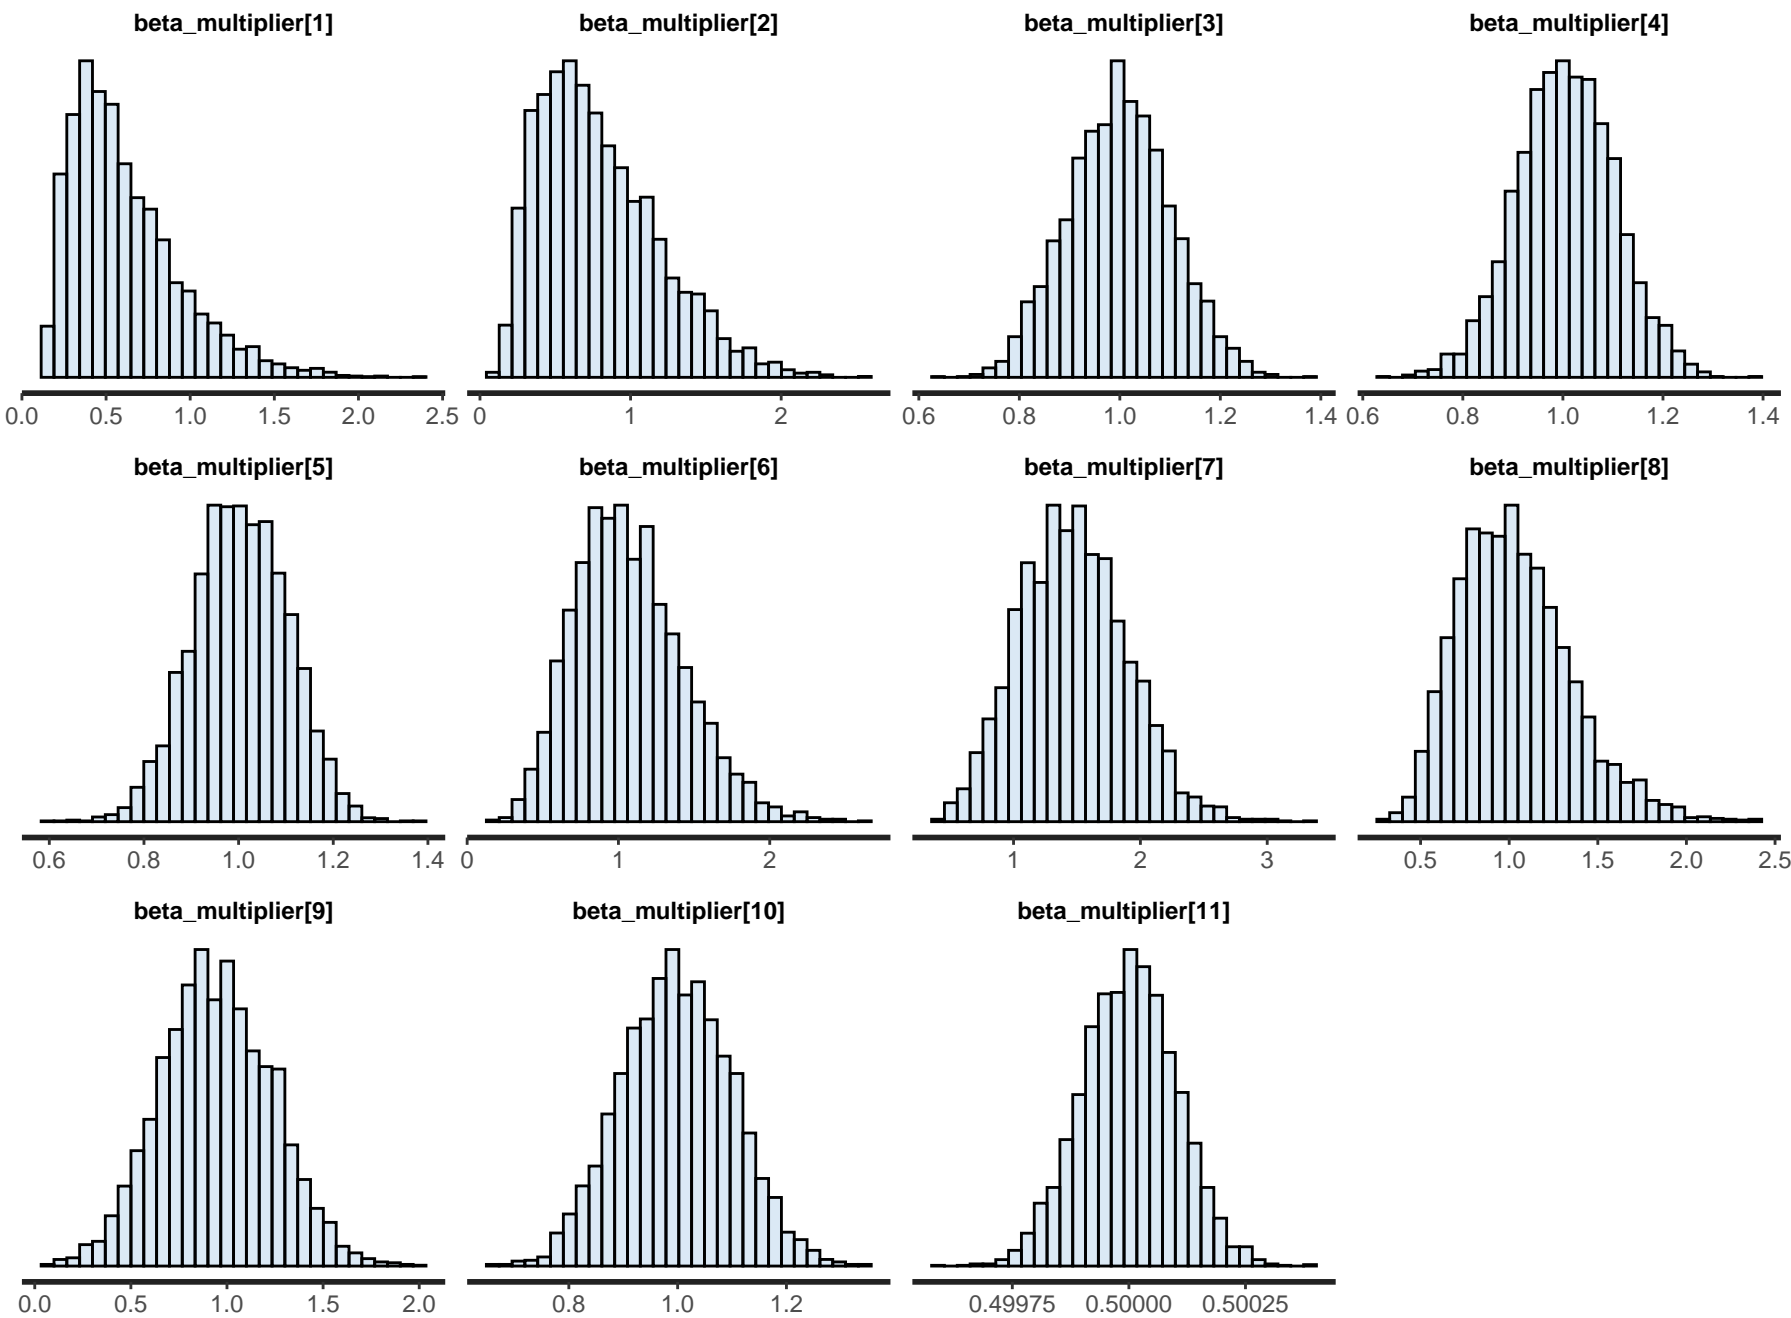 beta_multiplier[1] beta_multiplier[2] beta_multiplier[3] beta_multiplier[4]
0.0 0.5 1.0 1.5 2.0 2.5 0 1 2 0.6 0.8 1.0 1.2 1.4 0.6 0.8 1.0 1.2 1.4
beta_multiplier[5] beta_multiplier[6] beta_multiplier[7] beta_multiplier[8]
0.6 0.8 1.0 1.2 1.4 0 1 2 1 2 3 0.5 1.0 1.5 2.0 2.5
beta_multiplier[9] beta_multiplier[10] beta_multiplier[11]
0.0 0.5 1.0 1.5 2.0 0.8 1.0 1.2 0.49975 0.50000 0.50025